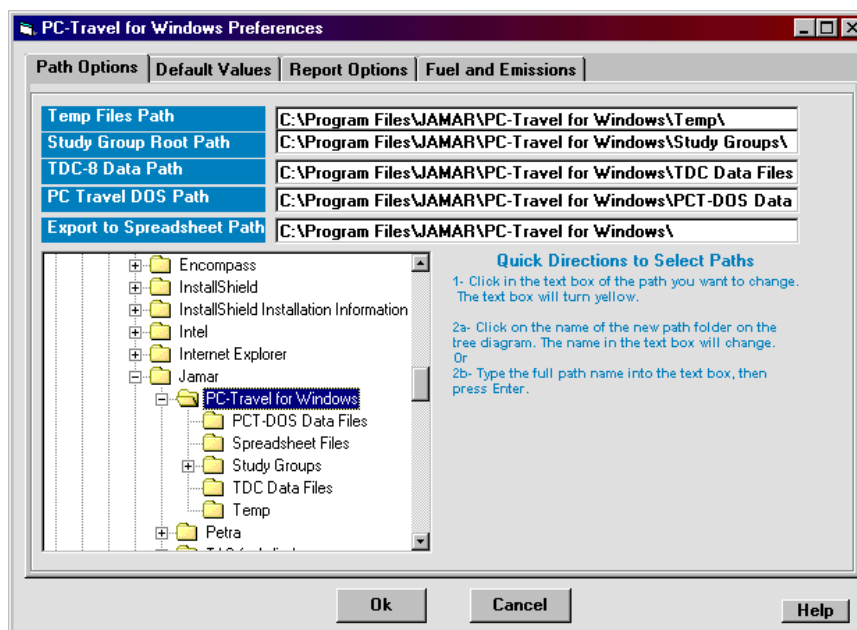 PC-Travel for Windows Preferences
Path Options Default Values Report Options Fuel and Emissions
Temp Files Path C:\Program Files\JAMAR\PC-Travel for Windows\Temp\
Study Group Root Path C:\Program Files\JAMAR\PC-Travel for Windows\Study Groups\
TDC-8 Data Path C:\Program Files\JAMAR\PC-Travel for Windows\TDC Data Files
PC Travel DOS Path C:\Program Files\JAMAR\PC-Travel for Windows\PCT-DOS Data
Export to Spreadsheet Path C:\Program Files\JAMAR\PC-Travel for Windows\
Encompass
InstallShield
InstallShield Installation Information
Intel
Internet Explorer
Jamar
PC-Travel for Windows
PCT-DOS Data Files
Spreadsheet Files
Study Groups
TDC Data Files
Temp
Petra
Quick Directions to Select Paths
1- Click in the text box of the path you want to change.
The text box will turn yellow.
2a- Click on the name of the new path folder on the
tree diagram. The name in the text box will change.
Or
2b- Type the full path name into the text box, then
press Enter.
Ok Cancel Help